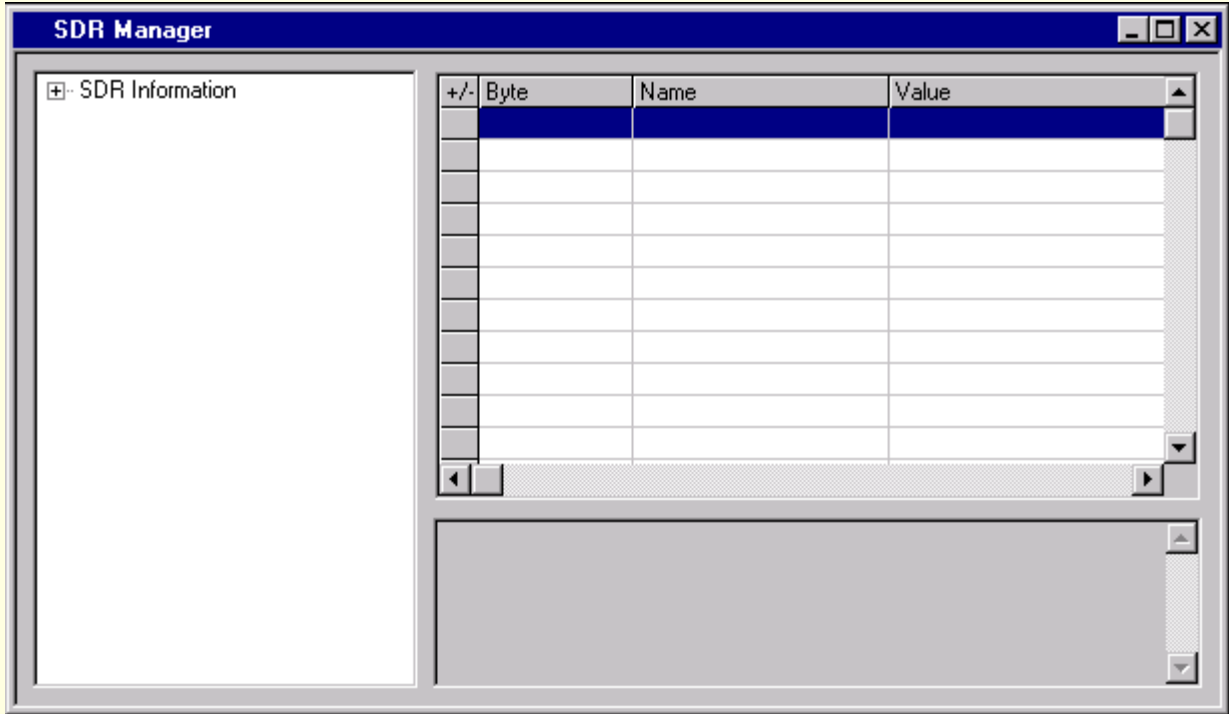 SDR Manager
SDR Information
+/- Byte Name Value